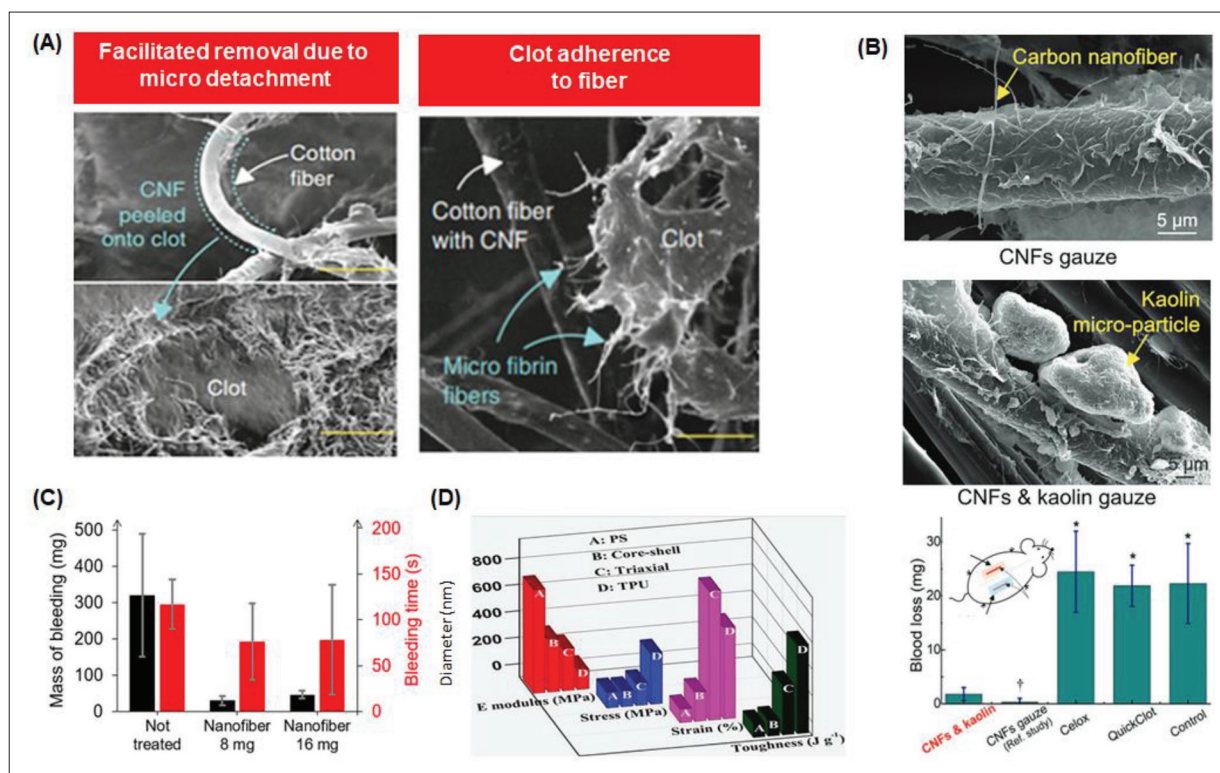 (A)
Facilitated removal due to
micro detachment
Cotton
fiber
CNF
peeled
onto clot
Clot
Clot adherence
to fiber
Cotton fiber
with CNF
Clot
Micro fibrin
fibers
(B)
Carbon nanofiber
5 μm
CNFs gauze
Kaolin
micro-particle
5 μm
CNFs & kaolin gauze
Blood loss (mg)
30
20
10
0
†
*
*
*
CNFs & kaolin
CNFs gauze
(Ref. study)
Celox
QuickClot
Control
(C)
Mass of bleeding (mg)
500
400
300
200
100
0
200
150
100
50
0
Bleeding time (s)
Not
treated
Nanofiber
8 mg
Nanofiber
16 mg
(D)
Diameter (nm)
800
600
400
200
0
A: PS
B: Core-shell
C: Triaxial
D: TPU
A
B
C
D
A
B
C
D
A
B
C
D
A
B
C
D
E modulus (MPa)
Stress (MPa)
Strain (%)
Toughness (J g⁻¹)